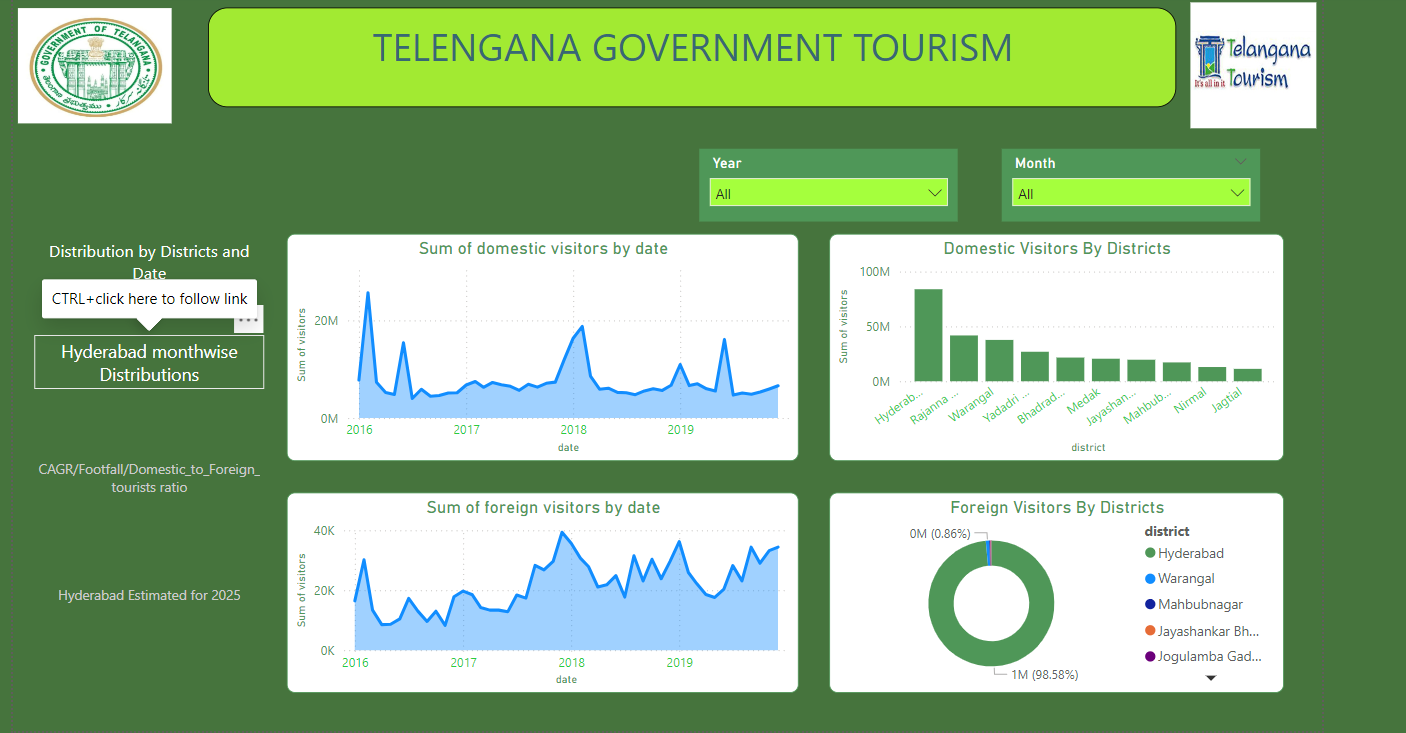 GOVERNMENT OF TELANGANA
TELENGANA GOVERNMENT TOURISM
Telangana
Tourism
It's all in it
Year
All
Month
All
Distribution by Districts and
Date
CTRL+click here to follow link
Hyderabad monthwise
Distributions
CAGR/Footfall/Domestic_to_Foreign_
tourists ratio
Hyderabad Estimated for 2025
Sum of domestic visitors by date
Sum of visitors
20M
0M
2016
2017
2018
2019
date
Domestic Visitors By Districts
Sum of visitors
100M
50M
0M
Hyderab...
Rajanna ...
Warangal
Yadadri ...
Bhadrad...
Medak
Jayashan...
Mahbub...
Nirmal
Jagtial
district
Sum of foreign visitors by date
Sum of visitors
40K
20K
0K
2016
2017
2018
2019
date
Foreign Visitors By Districts
0M (0.86%)
1M (98.58%)
district
Hyderabad
Warangal
Mahbubnagar
Jayashankar Bh...
Jogulamba Gad...